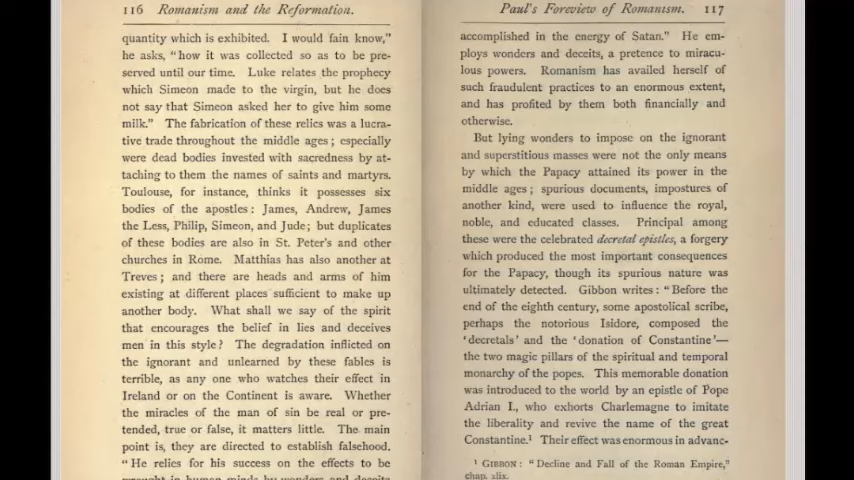 116 Romanism and the Reformation.
quantity which is exhibited. I would fain know,"
he asks, "how it was collected so as to be pre-
served until our time. Luke relates the prophecy
which Simeon made to the virgin, but he does
not say that Simeon asked her to give him some
milk." The fabrication of these relics was a lucra-
tive trade throughout the middle ages; especially
were dead bodies invested with sacredness by at-
taching to them the names of saints and martyrs.
Toulouse, for instance, thinks it possesses six
bodies of the apostles: James, Andrew, James
the Less, Philip, Simeon, and Jude; but duplicates
of these bodies are also in St. Peter's and other
churches in Rome. Matthias has also another at
Treves; and there are heads and arms of him
existing at different places sufficient to make up
another body. What shall we say of the spirit
that encourages the belief in lies and deceives
men in this style? The degradation inflicted on
the ignorant and unlearned by these fables is
terrible, as any one who watches their effect in
Ireland or on the Continent is aware. Whether
the miracles of the man of sin be real or pre-
tended, true or false, it matters little. The main
point is, they are directed to establish falsehood.
"He relies for his success on the effects to be
wrought in human minds by wonders and deceits
Paul's Foreview of Romanism. 117
accomplished in the energy of Satan." He em-
ploys wonders and deceits, a pretence to miracu-
lous powers. Romanism has availed herself of
such fraudulent practices to an enormous extent,
and has profited by them both financially and
otherwise.
But lying wonders to impose on the ignorant
and superstitious masses were not the only means
by which the Papacy attained its power in the
middle ages; spurious documents, impostures of
another kind, were used to influence the royal,
noble, and educated classes. Principal among
these were the celebrated decretal epistles, a forgery
which produced the most important consequences
for the Papacy, though its spurious nature was
ultimately detected. Gibbon writes: "Before the
end of the eighth century, some apostolical scribe,
perhaps the notorious Isidore, composed the
'decretals' and the 'donation of Constantine'—
the two magic pillars of the spiritual and temporal
monarchy of the popes. This memorable donation
was introduced to the world by an epistle of Pope
Adrian I., who exhorts Charlemagne to imitate
the liberality and revive the name of the great
Constantine.¹ Their effect was enormous in advanc-
¹ GIBBON: "Decline and Fall of the Roman Empire,"
chap. xlix.